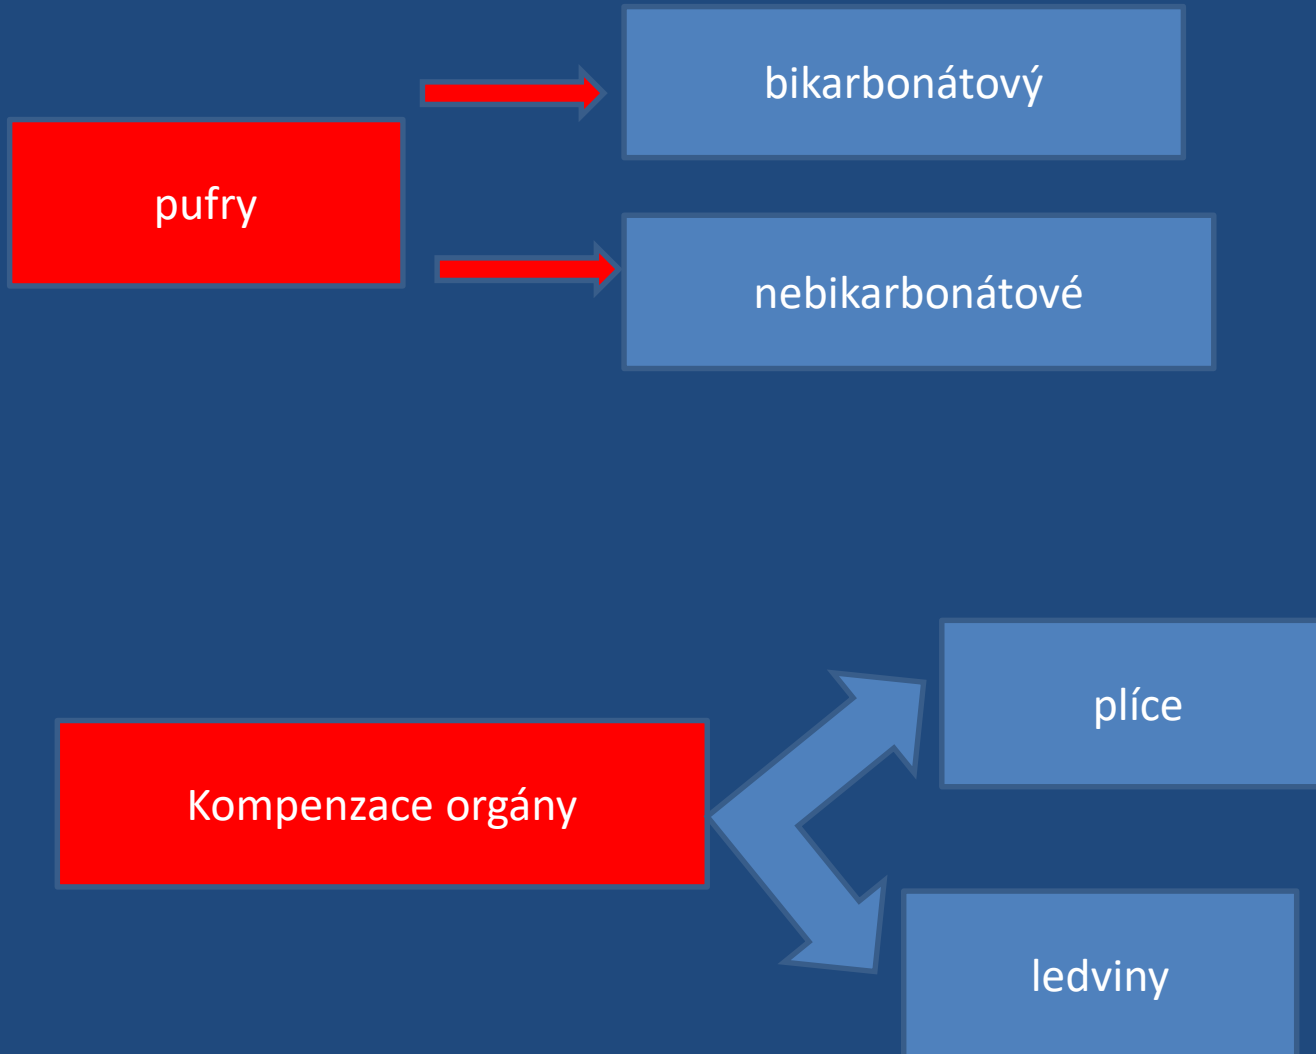 bikarbonátový
pufry
nebikarbonátové
plíce
Kompenzace orgány
ledviny